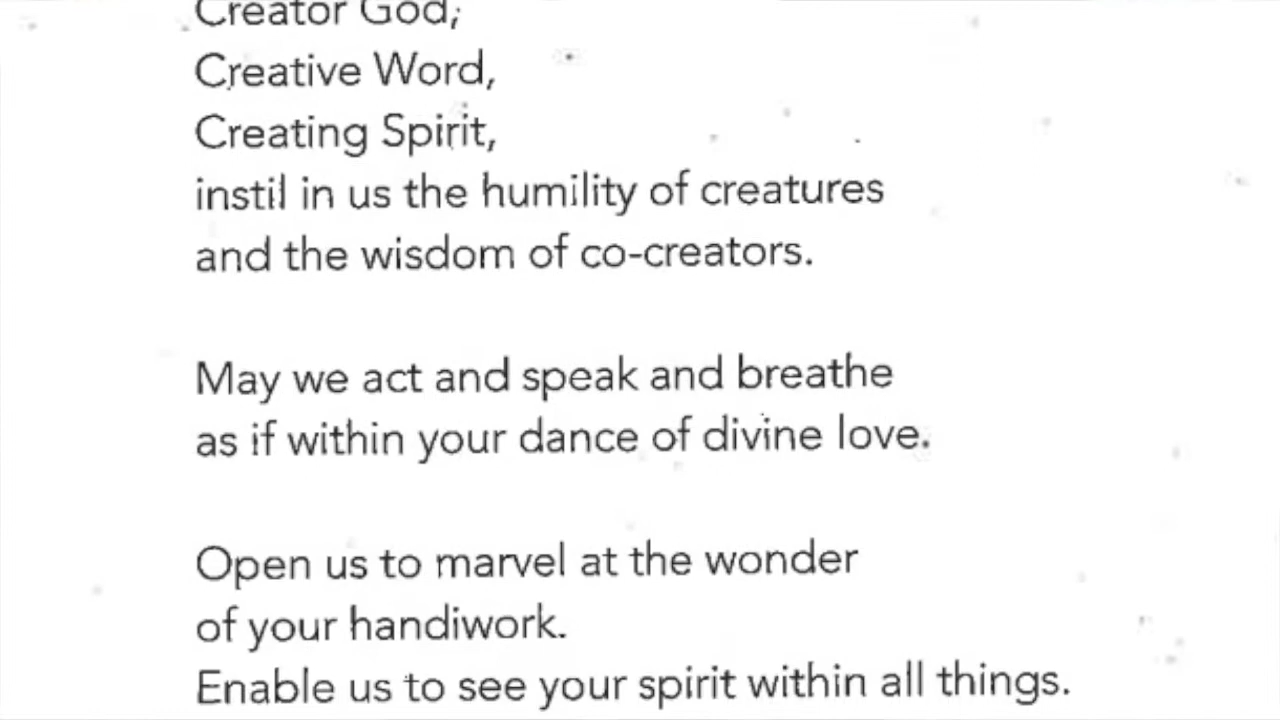 Creator God,
Creative Word,
Creating Spirit,
instil in us the humility of creatures
and the wisdom of co-creators.
May we act and speak and breathe
as if within your dance of divine love.
Open us to marvel at the wonder
of your handiwork.
Enable us to see your spirit within all things.